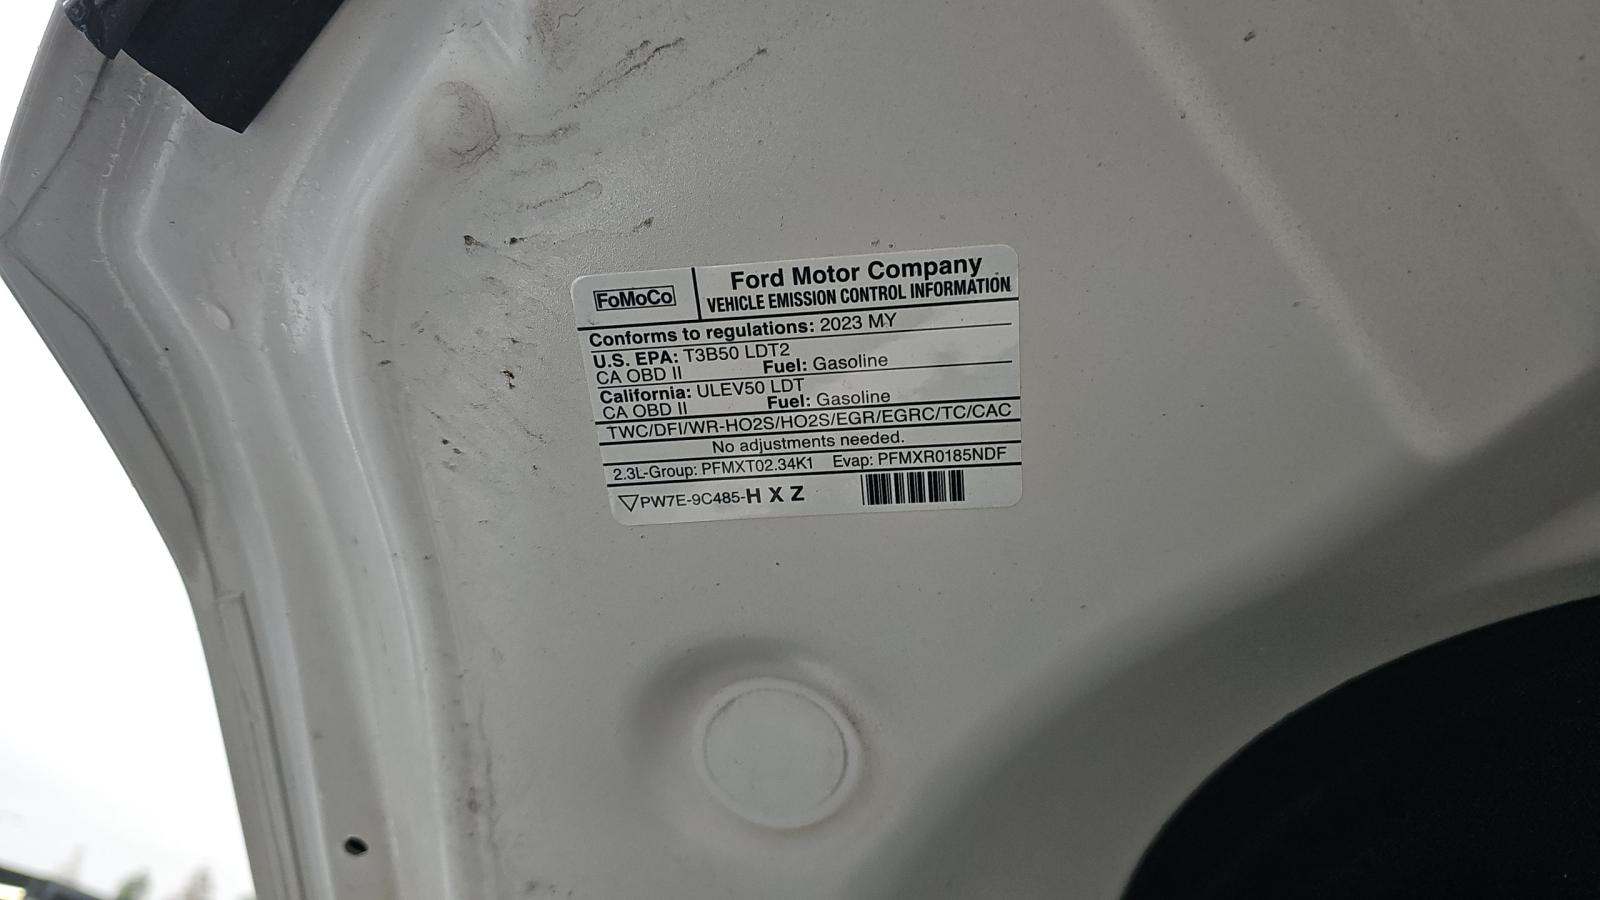 FoMoCo
Ford Motor Company
VEHICLE EMISSION CONTROL INFORMATION
Conforms to regulations: 2023 MY
U.S. EPA: T3B50 LDT2
CA OBD II Fuel: Gasoline
California: ULEV50 LDT
CA OBD II Fuel: Gasoline
TWC/DFI/WR-HO2S/HO2S/EGR/EGRC/TC/CAC
No adjustments needed.
2.3L-Group: PFMXT02.34K1 Evap: PFMXR0185NDF
PW7E-9C485-H X Z